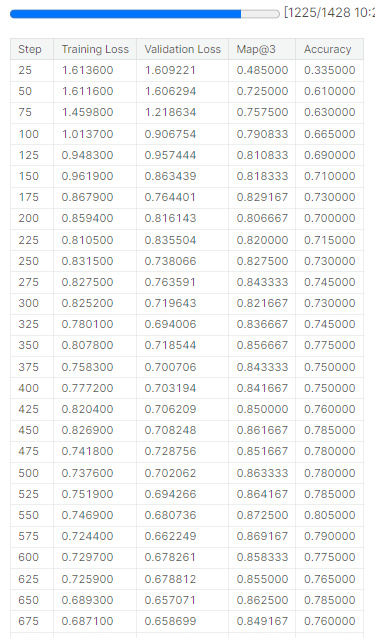 [1225/1428 10:2
Step Training Loss Validation Loss Map@3 Accuracy
25 1.613600 1.609221 0.485000 0.335000
50 1.611600 1.606294 0.725000 0.610000
75 1.459800 1.218634 0.757500 0.630000
100 1.013700 0.906754 0.790833 0.665000
125 0.948300 0.957444 0.810833 0.690000
150 0.961900 0.863439 0.818333 0.710000
175 0.867900 0.764401 0.829167 0.730000
200 0.859400 0.816143 0.806667 0.700000
225 0.810500 0.835504 0.820000 0.715000
250 0.831500 0.738066 0.827500 0.730000
275 0.827500 0.763591 0.843333 0.745000
300 0.825200 0.719643 0.821667 0.730000
325 0.780100 0.694006 0.836667 0.745000
350 0.807800 0.718544 0.856667 0.775000
375 0.758300 0.700706 0.843333 0.750000
400 0.777200 0.703194 0.841667 0.750000
425 0.820400 0.706209 0.850000 0.760000
450 0.826900 0.708248 0.861667 0.785000
475 0.741800 0.728756 0.851667 0.780000
500 0.737600 0.702062 0.863333 0.780000
525 0.751900 0.694266 0.864167 0.785000
550 0.746900 0.680736 0.872500 0.805000
575 0.724400 0.662249 0.869167 0.790000
600 0.729700 0.678261 0.858333 0.775000
625 0.725900 0.678812 0.855000 0.765000
650 0.689300 0.657071 0.862500 0.785000
675 0.687100 0.658699 0.849167 0.760000